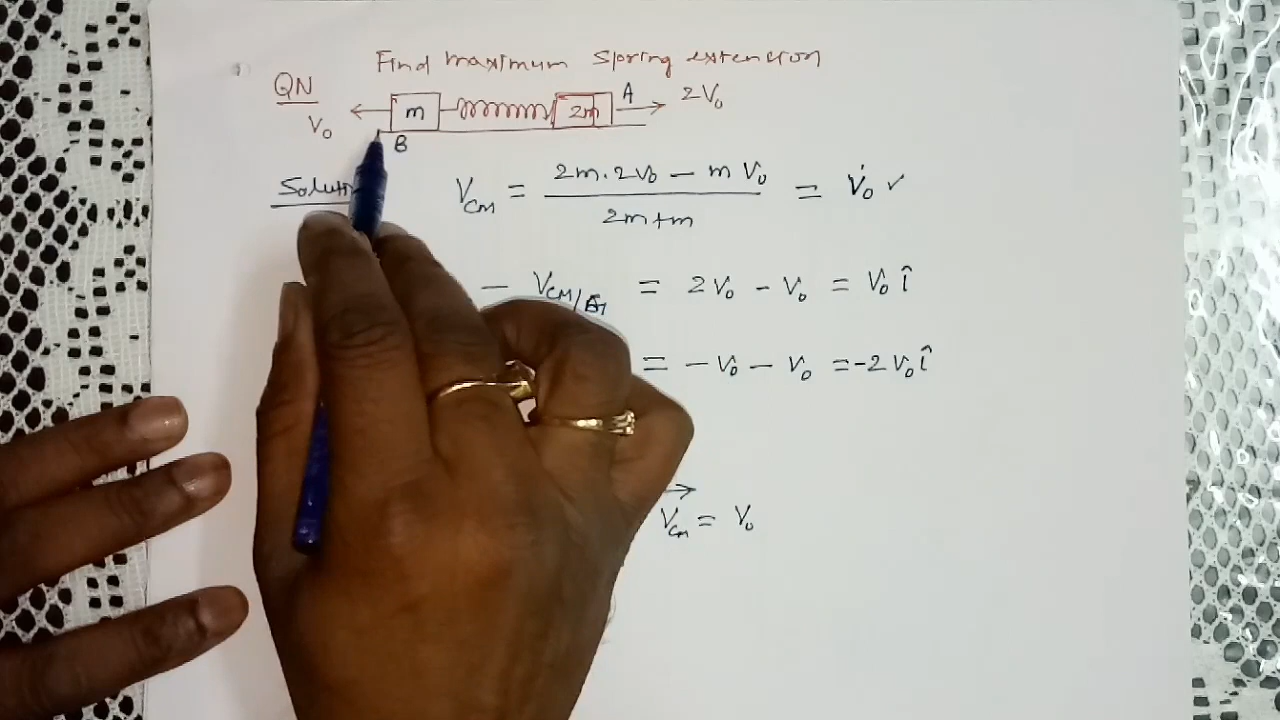 Find maximum spring extension
QN
V₀ m 2m A 2V₀
B
V_CM = (2m.2V₀ - mV₀)/(2m+m) = V₀ ✓
- V_CM/G = 2V₀ - V₀ = V₀ î
= -V₀ - V₀ = -2V₀ î
V_CM = V₀